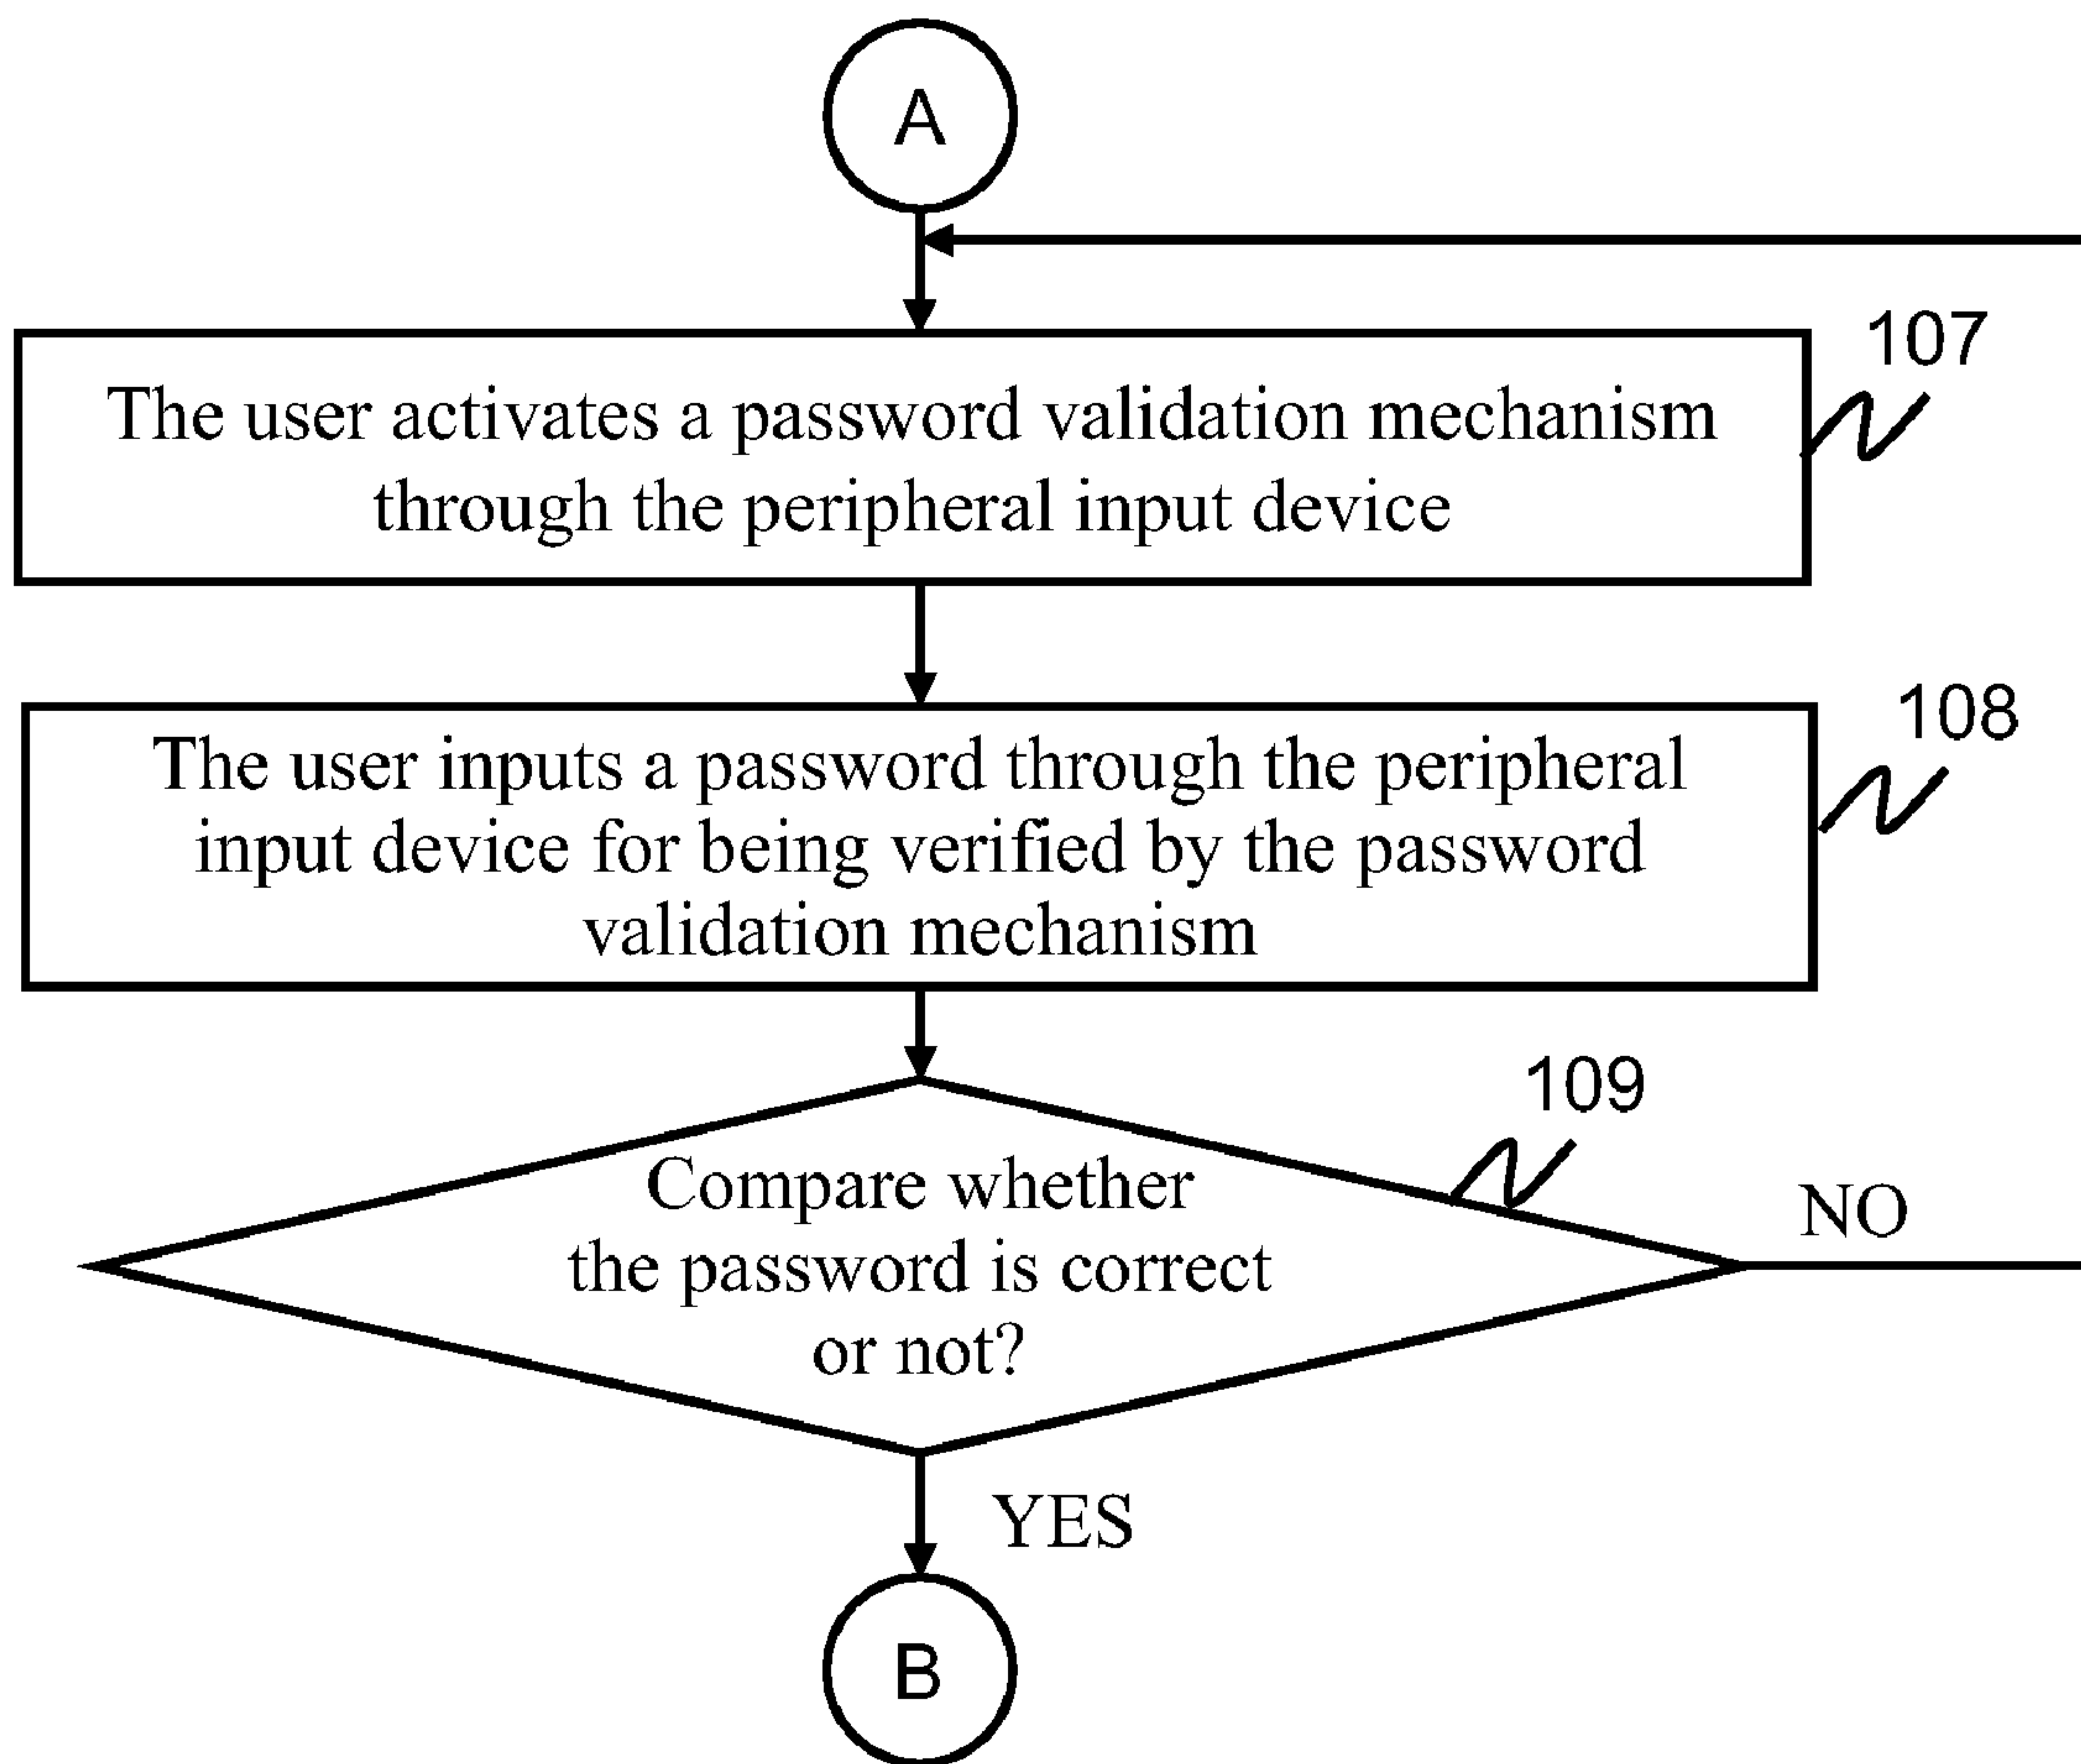 A
107
The user activates a password validation mechanism
through the peripheral input device
108
The user inputs a password through the peripheral
input device for being verified by the password
validation mechanism
109
Compare whether
the password is correct
or not?
NO
YES
B